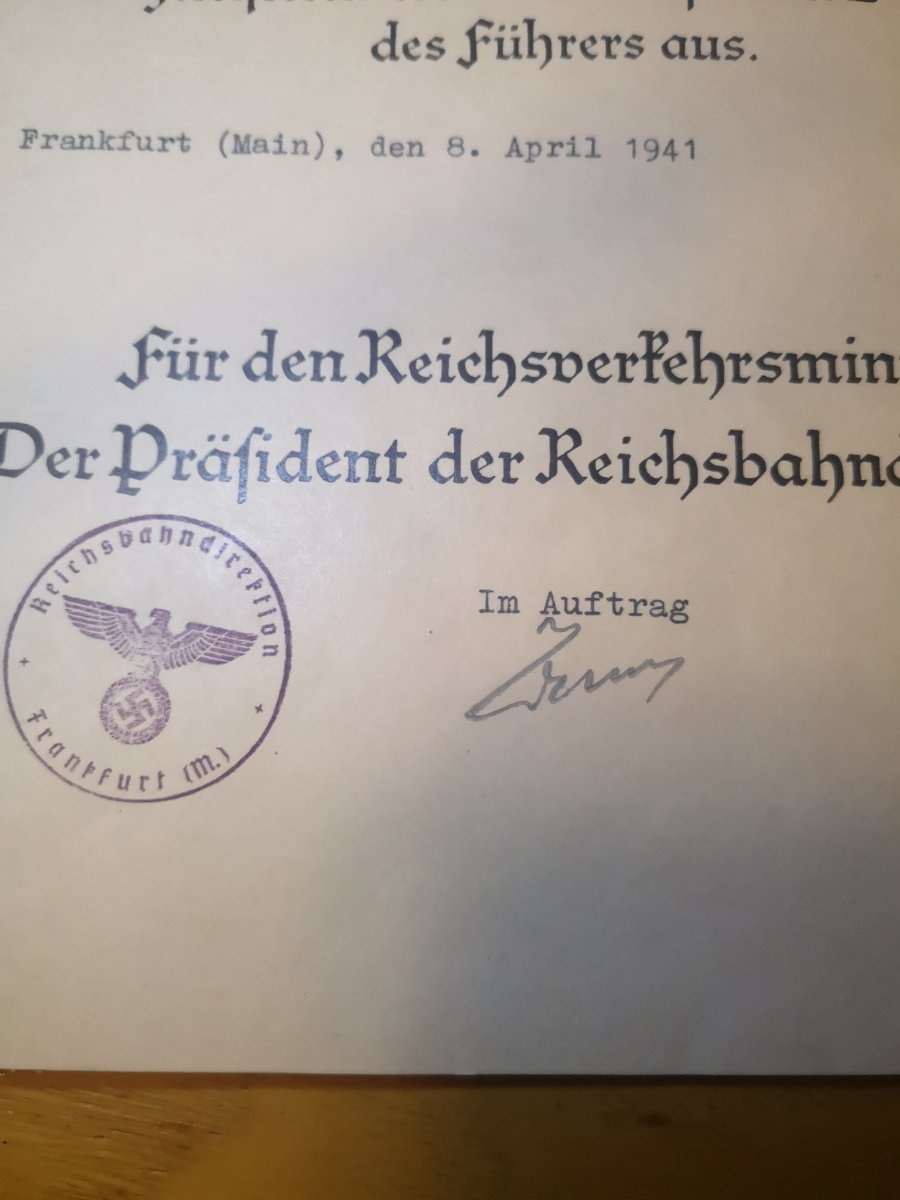 des Führers aus.
Frankfurt (Main), den 8. April 1941
Für den Reichsverkehrsmin
Der Präſident der Reichsbahnd
Reichsbahndirektion
Frankfurt (M.)
Im Auftrag